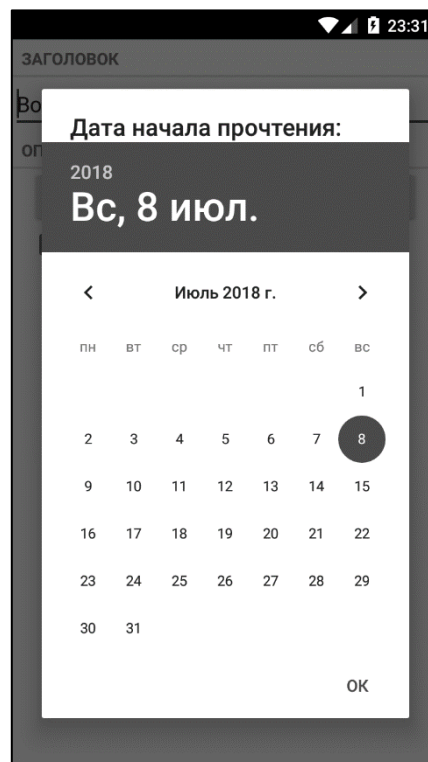 23:31
ЗАГОЛОВОК
Во
Дата начала прочтения:
2018
Вс, 8 июл.
Июль 2018 г.
пн вт ср чт пт сб вс
1
2 3 4 5 6 7 8
9 10 11 12 13 14 15
16 17 18 19 20 21 22
23 24 25 26 27 28 29
30 31
ОК